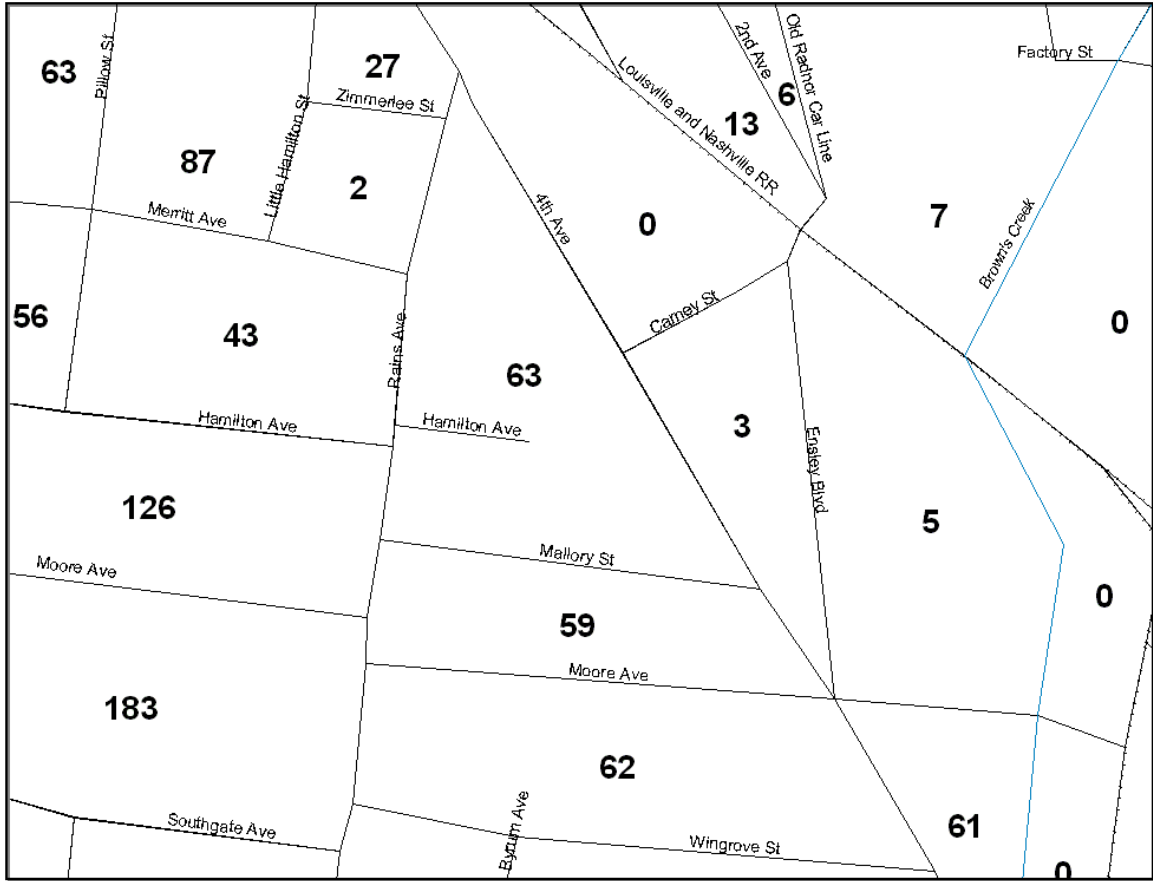 63
Pillow St
27
Zimmerlee St
Little Hamilton St
87
2
Merritt Ave
56
43
Rains Ave
Hamilton Ave
63
Hamilton Ave
4th Ave
0
Carney St
Louisville and Nashville RR
13
2nd Ave
6
Old Radnor Car Line
7
Factory St
Brown's Creek
0
3
Ensley Blvd
5
0
126
Moore Ave
Mallory St
59
Moore Ave
183
62
Southgate Ave
Byrum Ave
Wingrove St
61
0